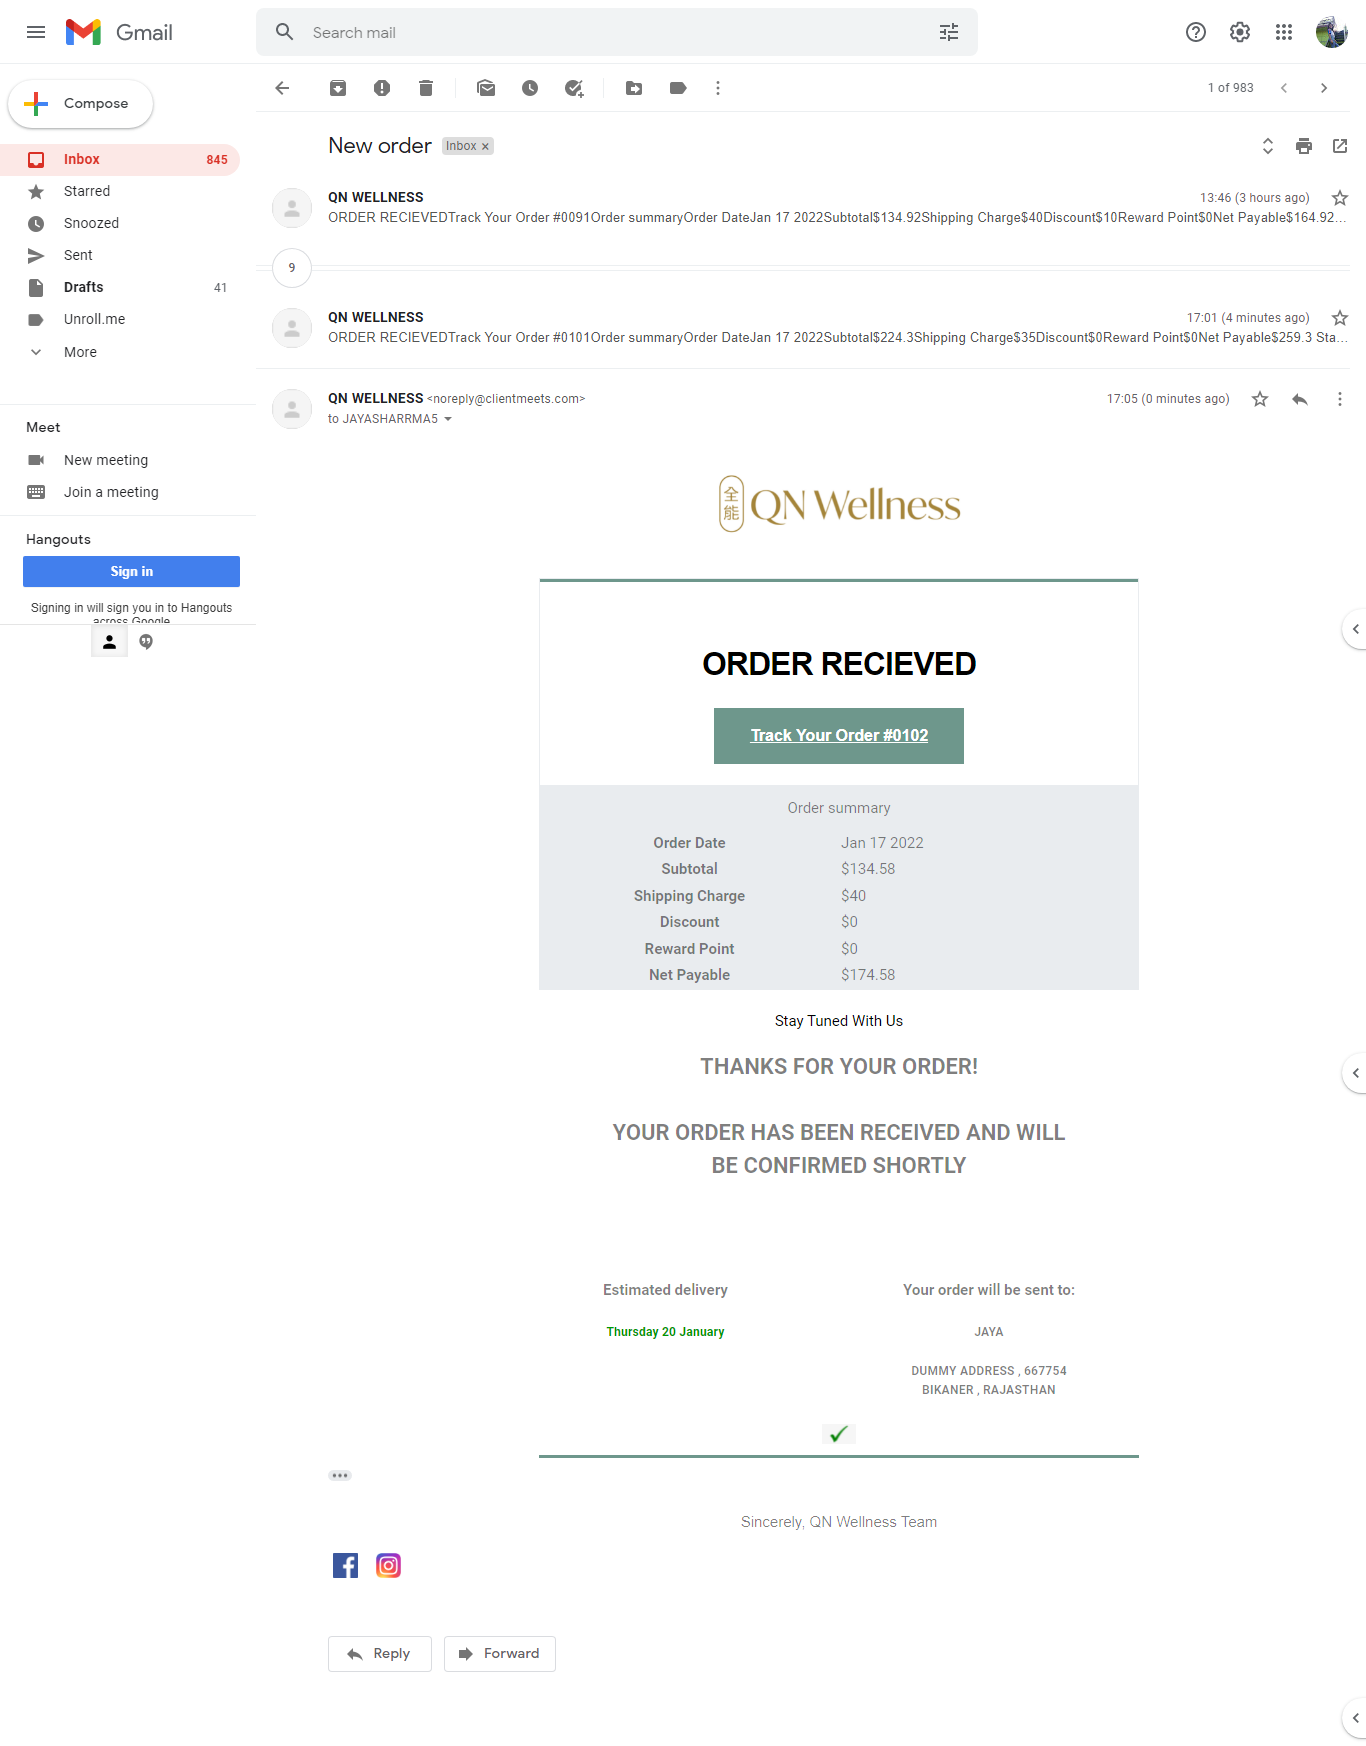 Gmail
Search mail
Compose
1 of 983
Inbox 845
Starred
Snoozed
Sent
Drafts 41
Unroll.me
More
Meet
New meeting
Join a meeting
Hangouts
Sign in
Signing in will sign you in to Hangouts
across Google
New order Inbox ×
QN WELLNESS 13:46 (3 hours ago)
ORDER RECIEVEDTrack Your Order #0091Order summaryOrder DateJan 17 2022Subtotal$134.92Shipping Charge$40Discount$10Reward Point$0Net Payable$164.92...
9
QN WELLNESS 17:01 (4 minutes ago)
ORDER RECIEVEDTrack Your Order #0101Order summaryOrder DateJan 17 2022Subtotal$224.3Shipping Charge$35Discount$0Reward Point$0Net Payable$259.3 Sta...
QN WELLNESS <noreply@clientmeets.com> 17:05 (0 minutes ago)
to JAYASHARRMA5
全能 QN Wellness
ORDER RECIEVED
Track Your Order #0102
Order summary
Order Date Jan 17 2022
Subtotal $134.58
Shipping Charge $40
Discount $0
Reward Point $0
Net Payable $174.58
Stay Tuned With Us
THANKS FOR YOUR ORDER!
YOUR ORDER HAS BEEN RECEIVED AND WILL
BE CONFIRMED SHORTLY
Estimated delivery Your order will be sent to:
Thursday 20 January JAYA
DUMMY ADDRESS , 667754
BIKANER , RAJASTHAN
Sincerely, QN Wellness Team
Reply Forward